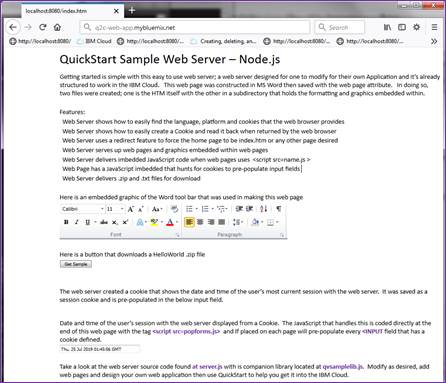 localhost:8080/index.htm
q2c-web-app.mybluemix.net
http://localhost:8080/
IBM Cloud
Creating, deleting, an...
http://localhost:8080/
http://
QuickStart Sample Web Server – Node.js
Getting started is simple with this easy to use web server; a web server designed for one to modify for their own Application and it's already
structured to work in the IBM Cloud. This web page was constructed in MS Word then saved with the web page attribute. In doing so,
two files were created; one is the HTM itself with the other in a subdirectory that holds the formatting and graphics embedded within.
Features:
Web Server shows how to easily find the language, platform and cookies that the web browser provides
Web Server shows how to easily create a Cookie and read it back when returned by the web browser
Web Server uses a redirect feature to force the home page to be index.htm or any other page desired
Web Server serves up web pages and graphics embedded within web pages
Web Server delivers imbedded JavaScript code when web pages uses <script src=name.js >
Web Page has a JavaScript imbedded that hunts for cookies to pre-populate input fields
Web Server delivers .zip and .txt files for download
Here is an embedded graphic of the Word tool bar that was used in making this web page
Calibri 11
Font Paragraph
Here is a button that downloads a HelloWorld .zip file
Get Sample
The web server created a cookie that shows the date and time of the user's most current session with the web server. It was saved as a
session cookie and is pre-populated in the below input field.
Date and time of the user's session with the web server displayed from a Cookie. The JavaScript that handles this is coded directly at the
end of this web page with the tag <script src=popforms.js> and if placed on each page will pre-populate every <INPUT field that has a
cookie defined.
Thu, 25 Jul 2019 01:45:06 GMT
Take a look at the web server source code found at server.js with is companion library located at qvsamplelib.js. Modify as desired, add
web pages and design your own web application then use QuickStart to help you get it into the IBM Cloud.